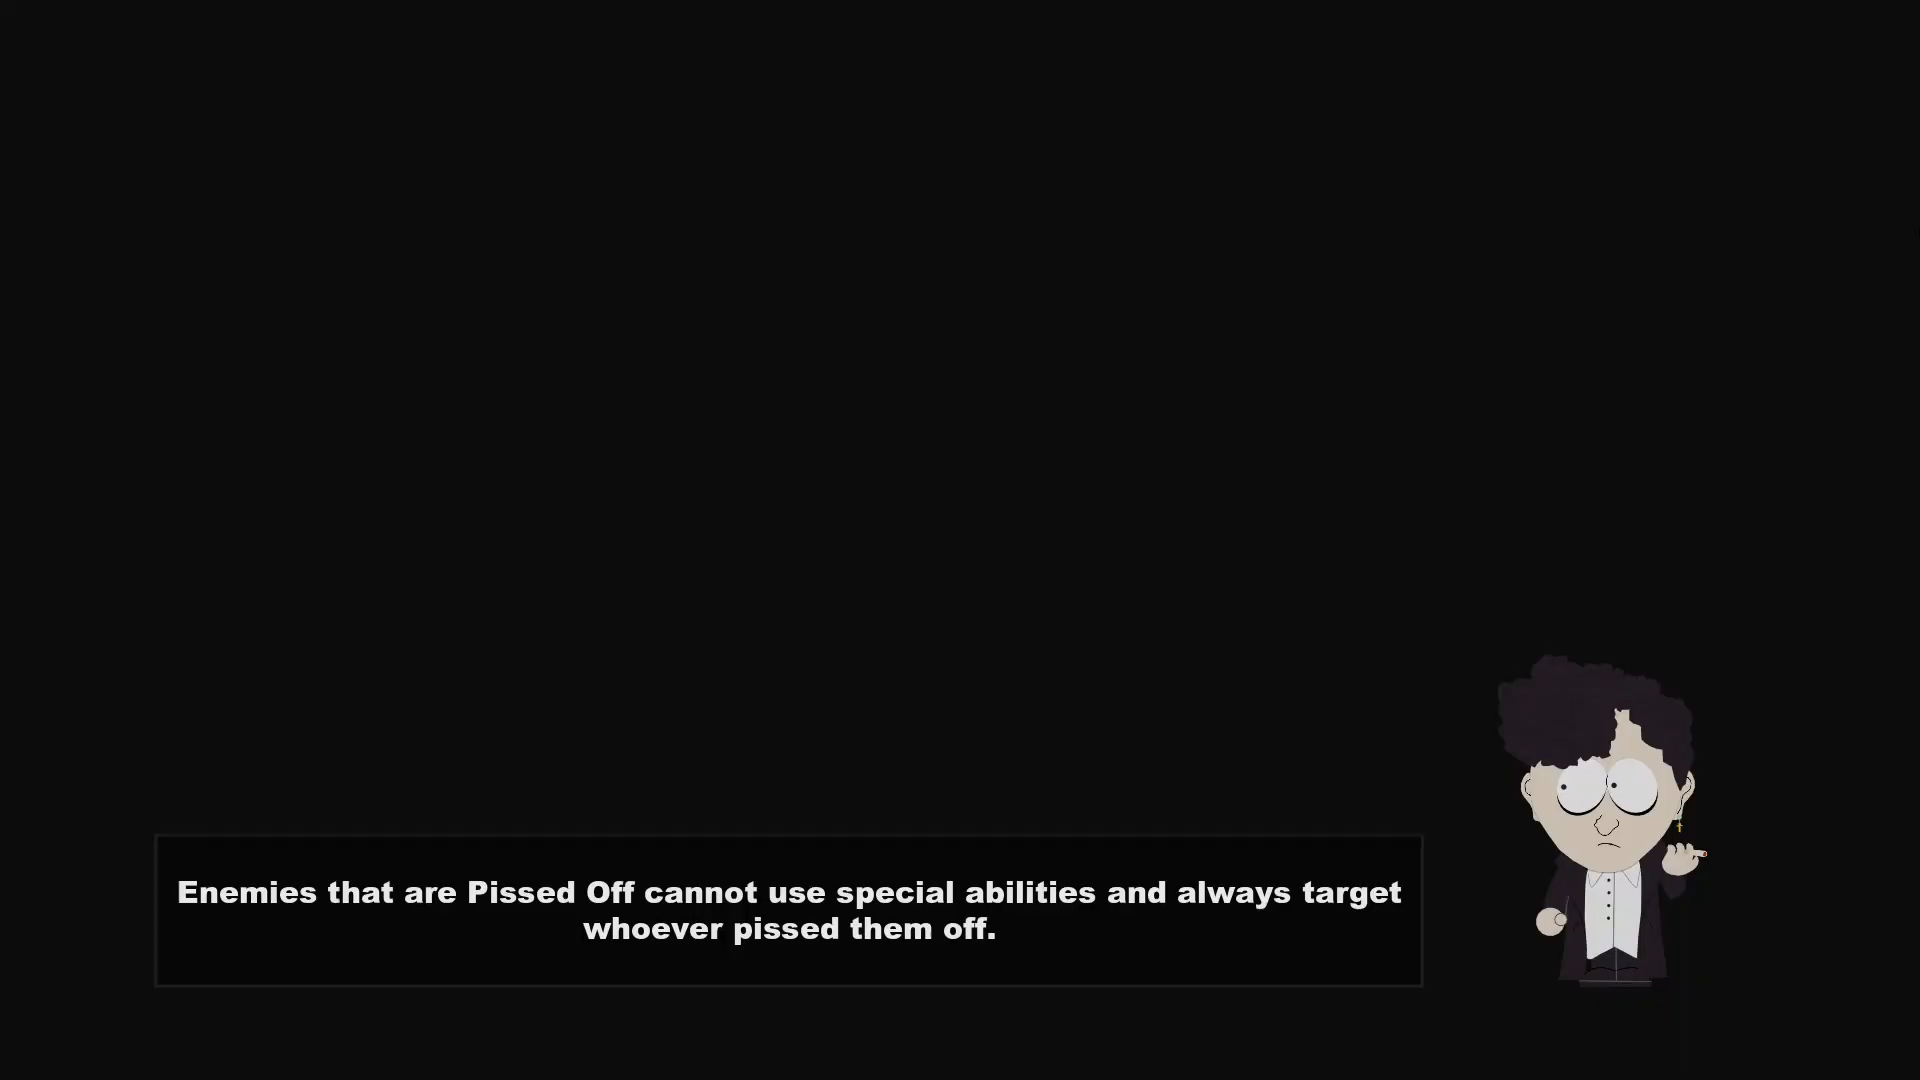 Enemies that are Pissed Off cannot use special abilities and always target
whoever pissed them off.